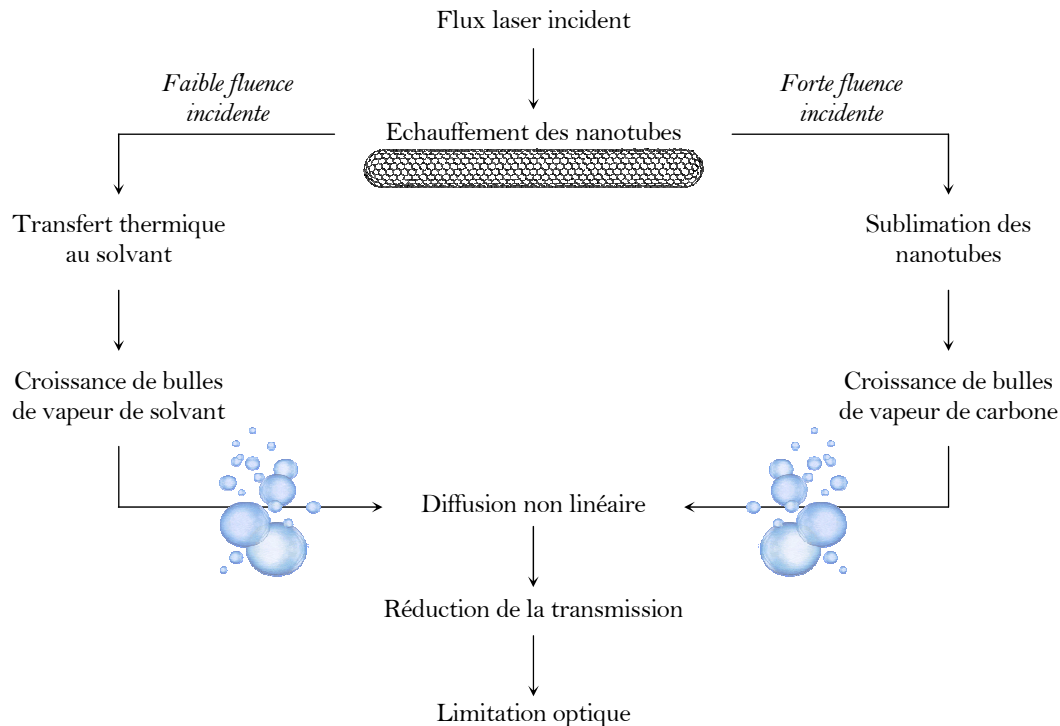 Flux laser incident
Faible fluence
incidente
Forte fluence
incidente
Echauffement des nanotubes
Transfert thermique
au solvant
Sublimation des
nanotubes
Croissance de bulles
de vapeur de solvant
Croissance de bulles
de vapeur de carbone
Diffusion non linéaire
Réduction de la transmission
Limitation optique